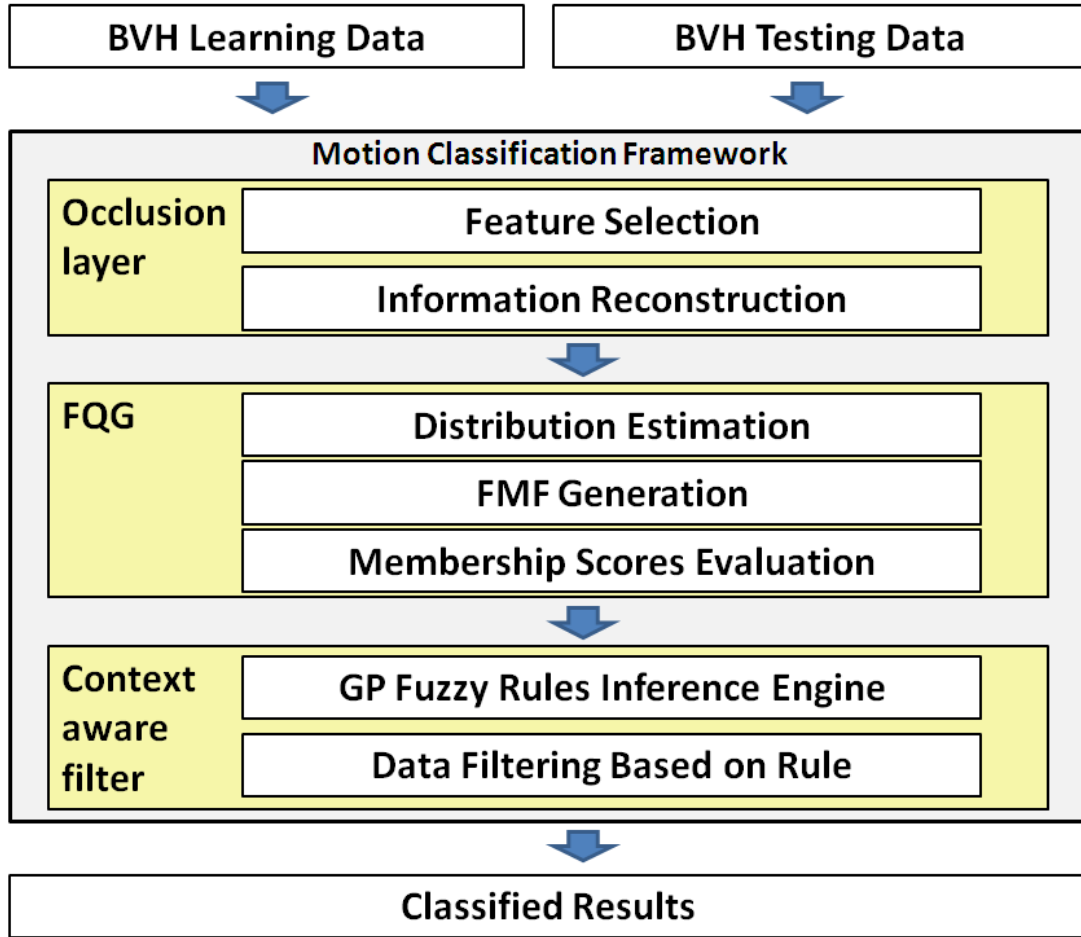 BVH Learning Data
BVH Testing Data
Motion Classification Framework
Occlusion
layer
Feature Selection
Information Reconstruction
FQG
Distribution Estimation
FMF Generation
Membership Scores Evaluation
Context
aware
filter
GP Fuzzy Rules Inference Engine
Data Filtering Based on Rule
Classified Results